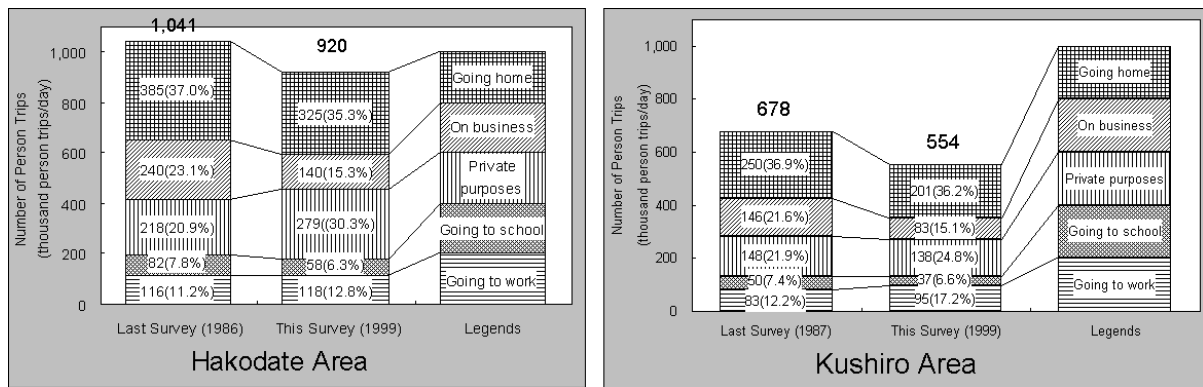 Number of Person Trips
(thousand person trips/day)
1,000
800
600
400
200
0
1,041
385(37.0%)
240(23.1%)
218(20.9%)
82(7.8%)
116(11.2%)
920
325(35.3%)
140(15.3%)
279((30.3%)
58(6.3%)
118(12.8%)
Going home
On business
Private
purposes
Going to school
Going to work
Last Survey (1986)
This Survey (1999)
Legends
Hakodate Area
Number of Person Trips
(thousand person trips/day)
1,000
800
600
400
200
0
678
250(36.9%)
146(21.6%)
148(21.9%)
50(7.4%)
83(12.2%)
554
201(36.2%)
83(15.1%)
138(24.8%)
37(6.6%)
95(17.2%)
Going home
On business
Private purposes
Going to school
Going to work
Last Survey (1987)
This Survey (1999)
Legends
Kushiro Area